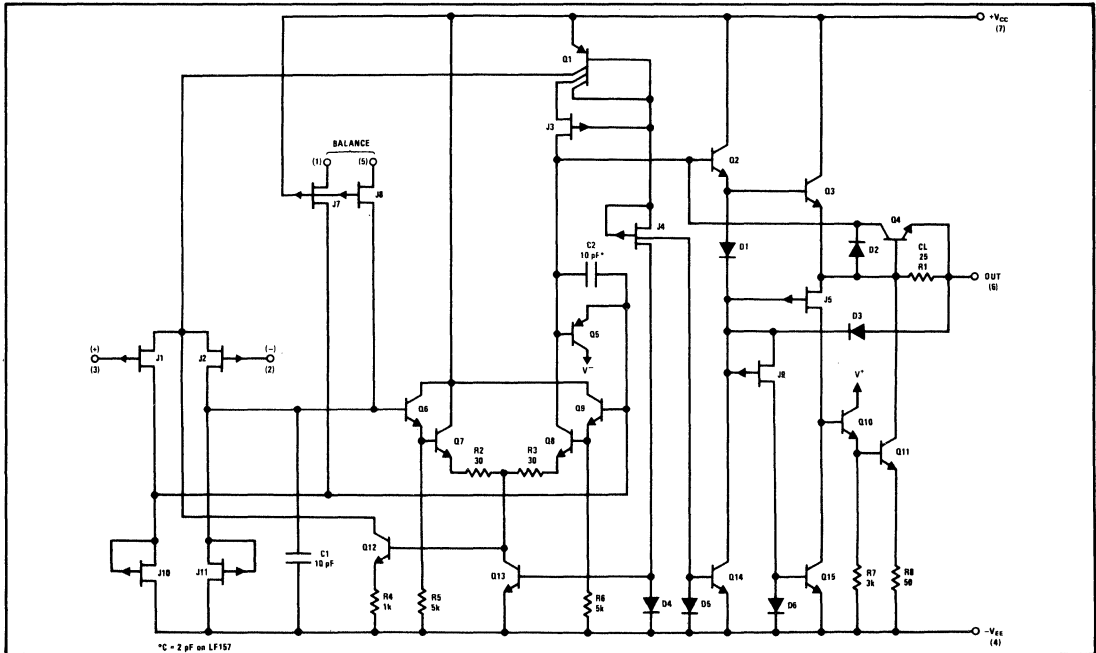 +VCC
(7)
Q1
J3
BALANCE
(1)
(5)
J7
J6
Q2
Q3
J4
Q4
C2
10 pF*
D1
D2
CL
25
R1
OUT
(6)
J5
D3
Q5
V−
(+)
(3)
J1
J2
(−)
(2)
J9
V+
Q6
Q9
Q7
Q8
Q10
R2
30
R3
30
Q11
Q12
Q13
Q14
Q15
J10
J11
C1
10 pF
R4
1k
R5
5k
R6
5k
D4
D5
D6
R7
3k
R8
50
−VEE
(4)
*C = 2 pF on LF157